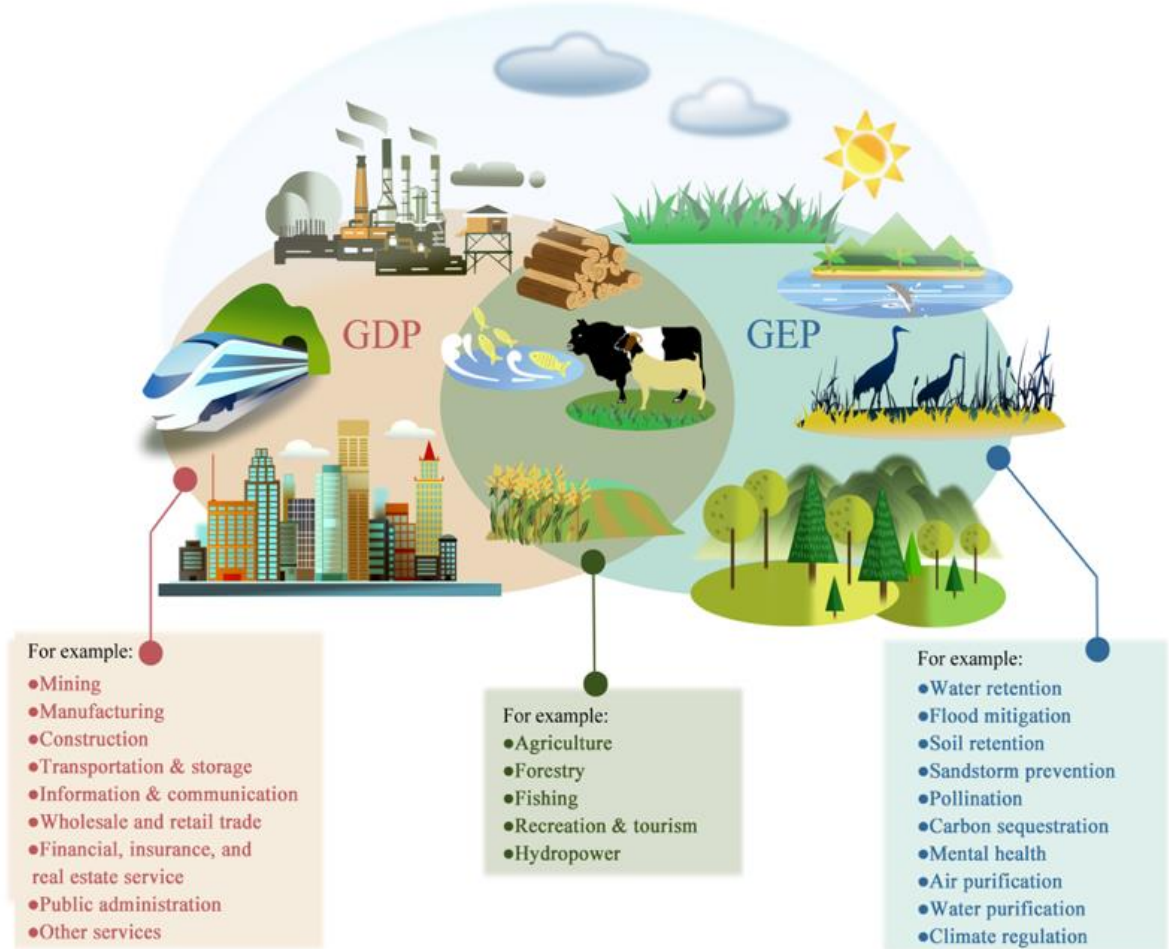 GDP
GEP
For example:
●Mining
●Manufacturing
●Construction
●Transportation & storage
●Information & communication
●Wholesale and retail trade
●Financial, insurance, and
real estate service
●Public administration
●Other services
For example:
●Agriculture
●Forestry
●Fishing
●Recreation & tourism
●Hydropower
For example:
●Water retention
●Flood mitigation
●Soil retention
●Sandstorm prevention
●Pollination
●Carbon sequestration
●Mental health
●Air purification
●Water purification
●Climate regulation